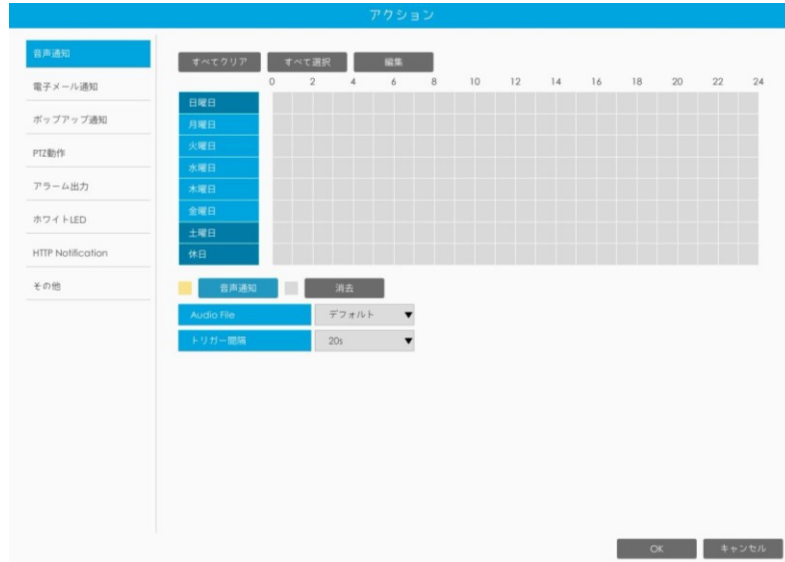 アクション
音声通知
電子メール通知
ポップアップ通知
PTZ動作
アラーム出力
ホワイトLED
HTTP Notification
その他
すべてクリア すべて選択 編集
0 2 4 6 8 10 12 14 16 18 20 22 24
日曜日
月曜日
火曜日
水曜日
木曜日
金曜日
土曜日
休日
音声通知 消去
Audio File デフォルト
トリガー間隔 20s
OK キャンセル